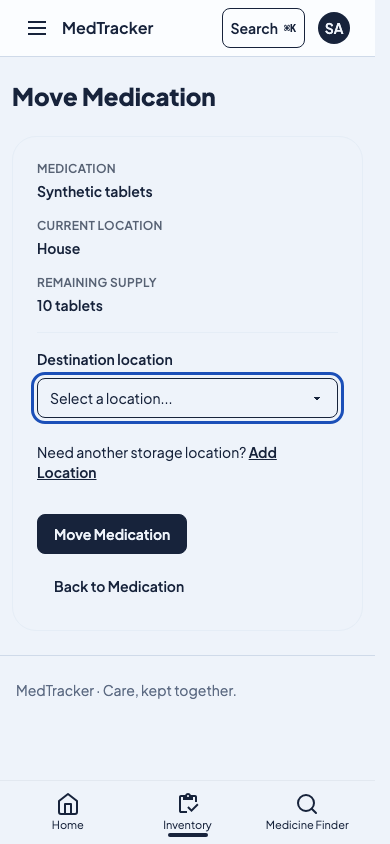 MedTracker
Search ⌘K
SA
Move Medication
MEDICATION
Synthetic tablets
CURRENT LOCATION
House
REMAINING SUPPLY
10 tablets
Destination location
Select a location...
Need another storage location? Add
Location
Move Medication
Back to Medication
MedTracker · Care, kept together.
Home
Inventory
Medicine Finder